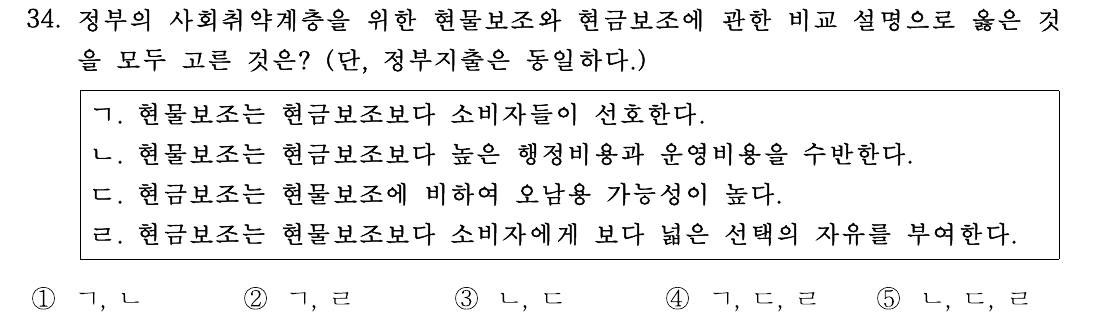 34. 정부의 사회취약계층을 위한 현물보조와 현금보조에 관한 비교 설명으로 옳은 것
을 모두 고른 것은? (단, 정부지출은 동일하다.)
ㄱ. 현물보조는 현금보조보다 소비자들이 선호한다.
ㄴ. 현물보조는 현금보조보다 높은 행정비용과 운영비용을 수반한다.
ㄷ. 현금보조는 현물보조에 비하여 오남용 가능성이 높다.
ㄹ. 현금보조는 현물보조보다 소비자에게 보다 넓은 선택의 자유를 부여한다.
① ㄱ, ㄴ ② ㄱ, ㄹ ③ ㄴ, ㄷ ④ ㄱ, ㄷ, ㄹ ⑤ ㄴ, ㄷ, ㄹ